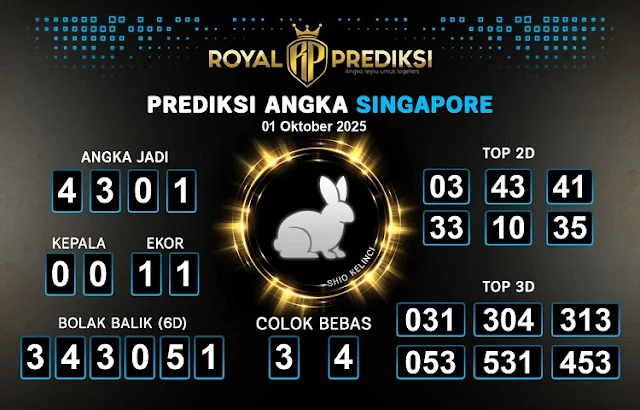 ROYAL RP PREDIKSI
Angka replu untuk togelers
PREDIKSI ANGKA SINGAPORE
01 Oktober 2025
ANGKA JADI
4 3 0 1
KEPALA EKOR
0 0 1 1
BOLAK BALIK (6D)
3 4 3 0 5 1
SHIO KELINCI
COLOK BEBAS
3 4
TOP 2D
03 43 41
33 10 35
TOP 3D
031 304 313
053 531 453